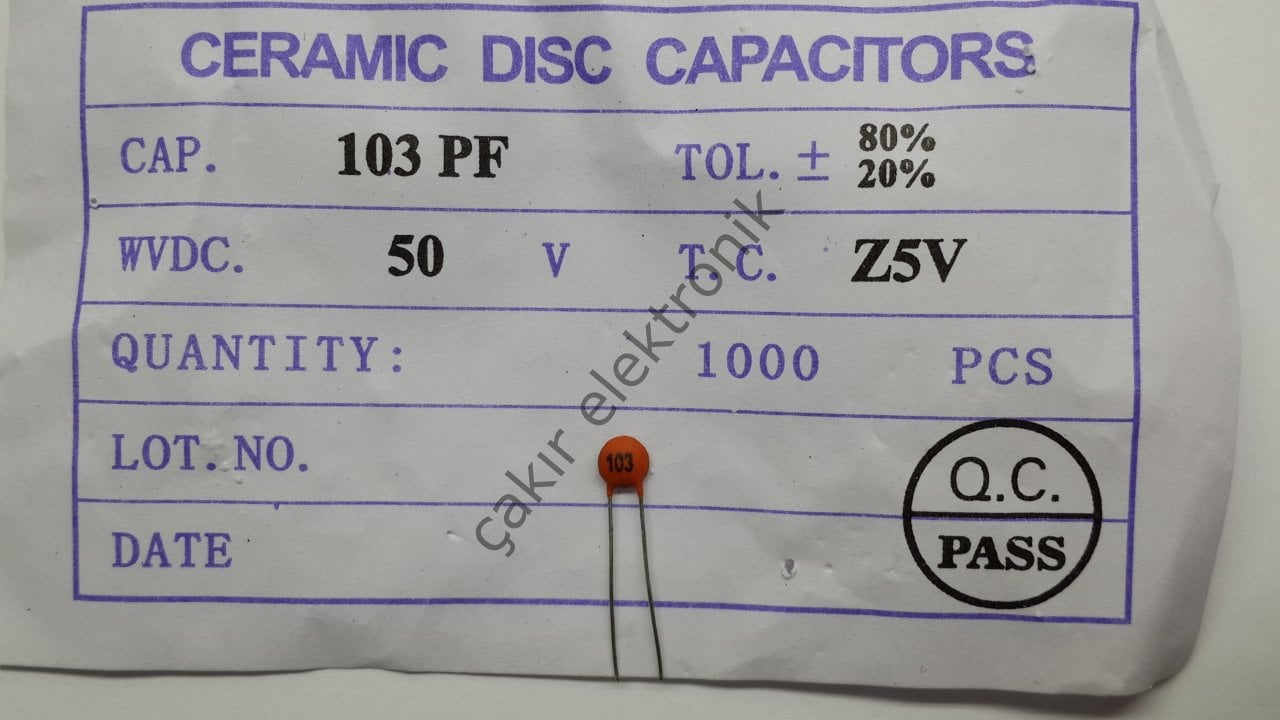 CERAMIC DISC CAPACITORS
CAP. 103 PF TOL. ± 80% 20%
WVDC. 50 V T.C. Z5V
QUANTITY: 1000 PCS
LOT.NO.
103
Q.C.
DATE
PASS
çakır elektronik